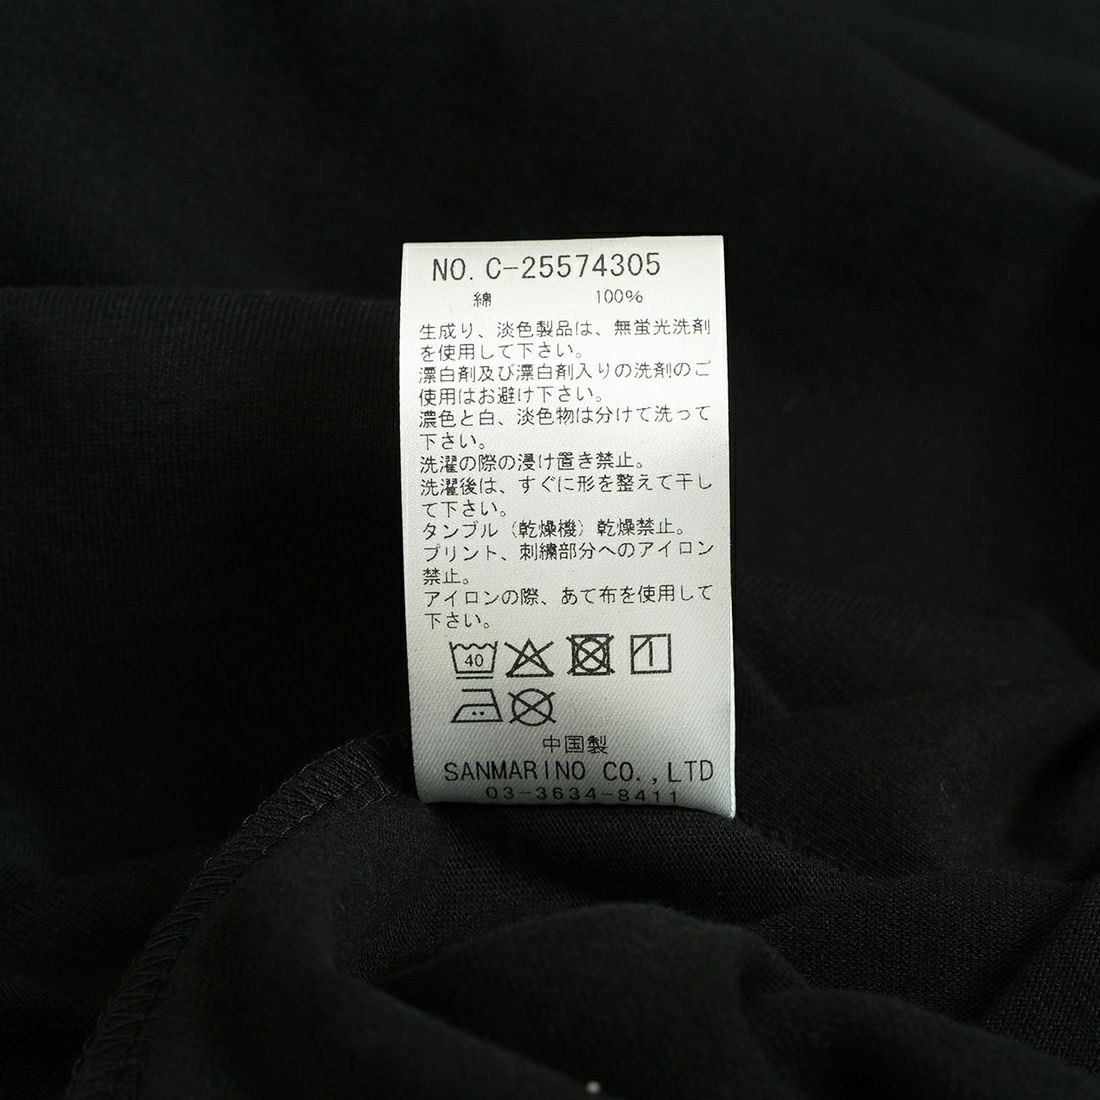 NO. C-25574305
綿 100%
生成り、淡色製品は、無蛍光洗剤
を使用して下さい。
漂白剤及び漂白剤入りの洗剤のご
使用はお避け下さい。
濃色と白、淡色物は分けて洗って
下さい。
洗濯の際の浸け置き禁止。
洗濯後は、すぐに形を整えて干し
て下さい。
タンブル（乾燥機）乾燥禁止。
プリント、刺繍部分へのアイロン
禁止。
アイロンの際、あて布を使用して
下さい。
40
中国製
SANMARINO CO.,LTD
03-3634-8411